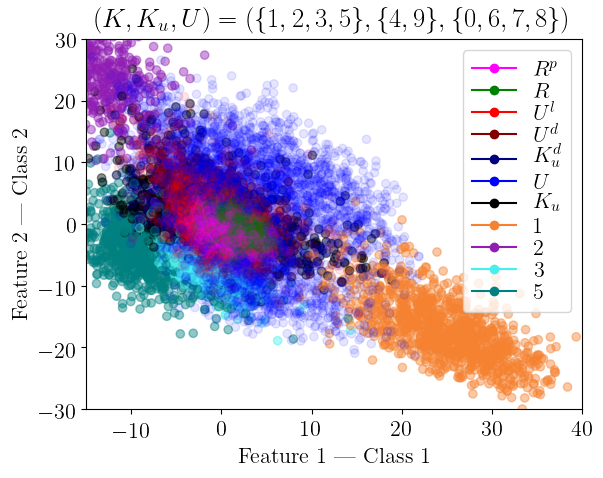 (K, K_u, U) = ({1, 2, 3, 5}, {4, 9}, {0, 6, 7, 8})
30
20
10
0
−10
−20
−30
Feature 2 — Class 2
R^p
R
U^l
U^d
K_u^d
U
K_u
1
2
3
5
−10
0
10
20
30
40
Feature 1 — Class 1